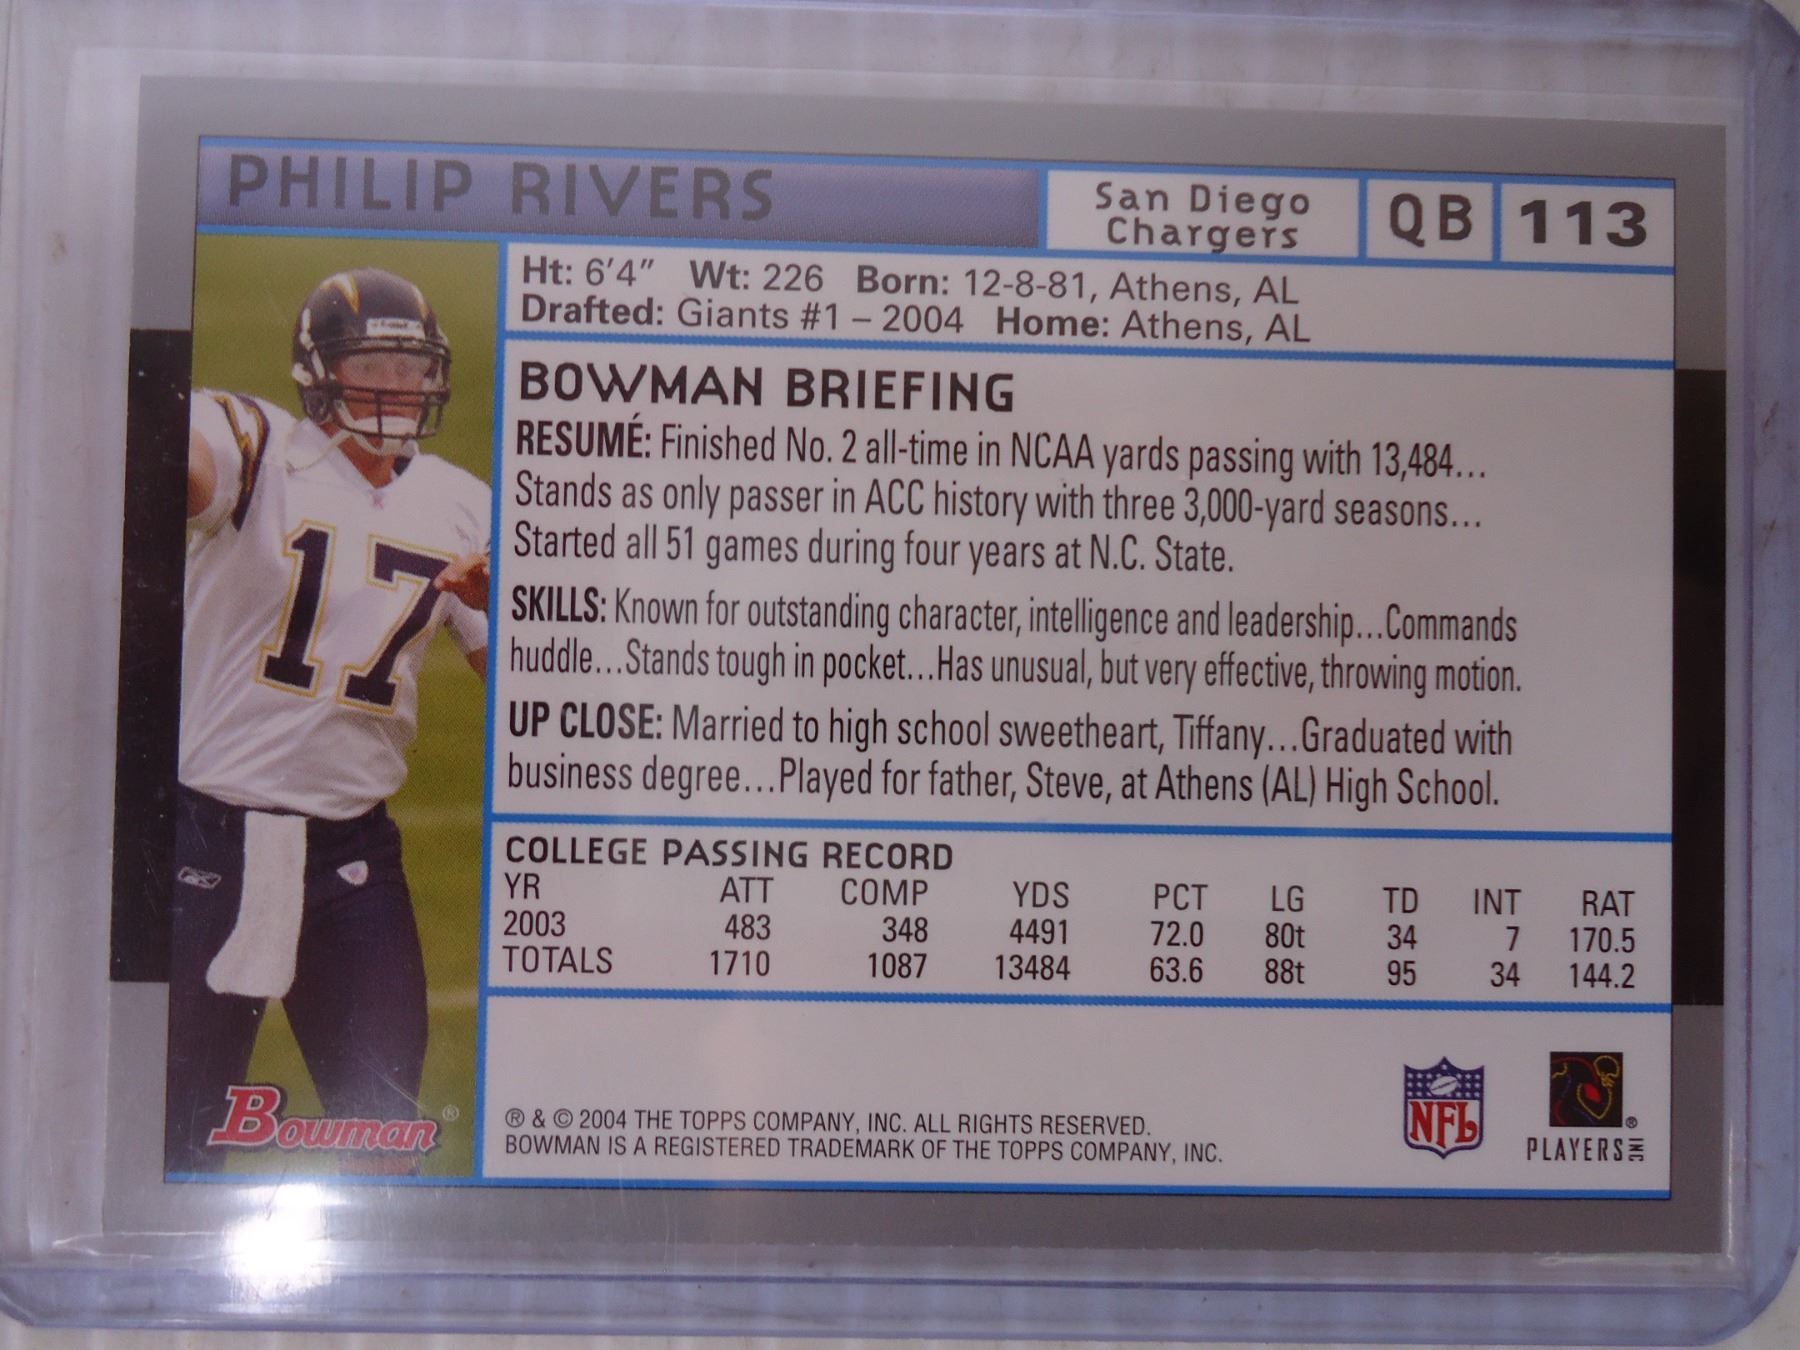 PHILIP RIVERS
San Diego
Chargers
QB
113
Ht: 6'4" Wt: 226 Born: 12-8-81, Athens, AL
Drafted: Giants #1 – 2004 Home: Athens, AL
BOWMAN BRIEFING
RESUMÉ: Finished No. 2 all-time in NCAA yards passing with 13,484...
Stands as only passer in ACC history with three 3,000-yard seasons...
Started all 51 games during four years at N.C. State.
SKILLS: Known for outstanding character, intelligence and leadership...Commands
huddle...Stands tough in pocket...Has unusual, but very effective, throwing motion.
UP CLOSE: Married to high school sweetheart, Tiffany...Graduated with
business degree...Played for father, Steve, at Athens (AL) High School.
COLLEGE PASSING RECORD
YR ATT COMP YDS PCT LG TD INT RAT
2003 483 348 4491 72.0 80t 34 7 170.5
TOTALS 1710 1087 13484 63.6 88t 95 34 144.2
17
Bowman®
® & © 2004 THE TOPPS COMPANY, INC. ALL RIGHTS RESERVED.
BOWMAN IS A REGISTERED TRADEMARK OF THE TOPPS COMPANY, INC.
NFL
®
PLAYERS INC